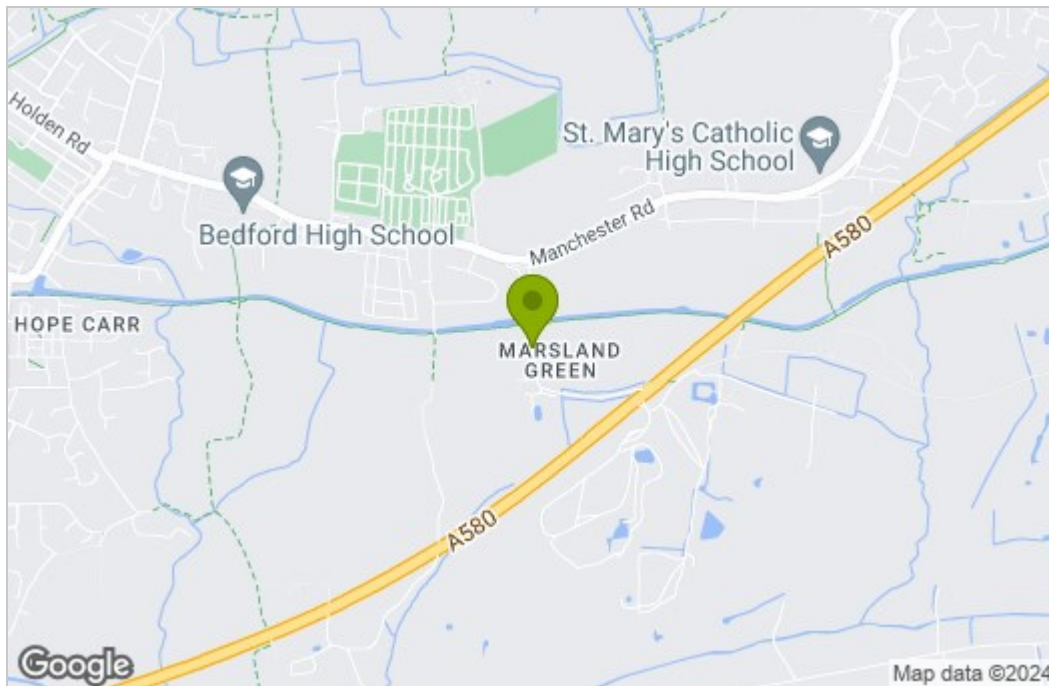 Holden Rd
St. Mary's Catholic
High School
Bedford High School
Manchester Rd
A580
HOPE CARR
MARSLAND
GREEN
A580
Google
Map data ©2024